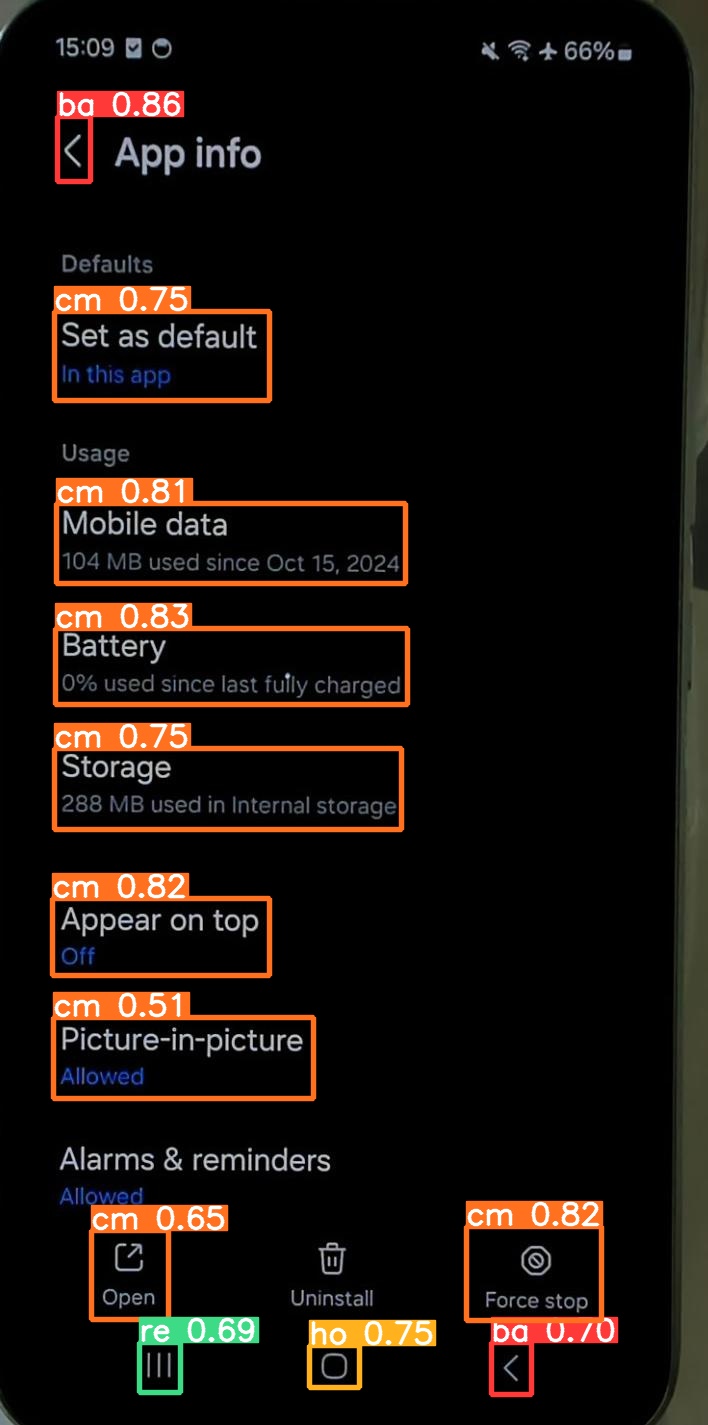 15:09 66%
ba 0.86
App info
Defaults
cm 0.75
Set as default
In this app
Usage
cm 0.81
Mobile data
104 MB used since Oct 15, 2024
cm 0.83
Battery
0% used since last fully charged
cm 0.75
Storage
288 MB used in Internal storage
cm 0.82
Appear on top
Off
cm 0.51
Picture-in-picture
Allowed
Alarms & reminders
Allowed
cm 0.65 cm 0.82
Open Uninstall Force stop
re 0.69 ho 0.75 ba 0.70